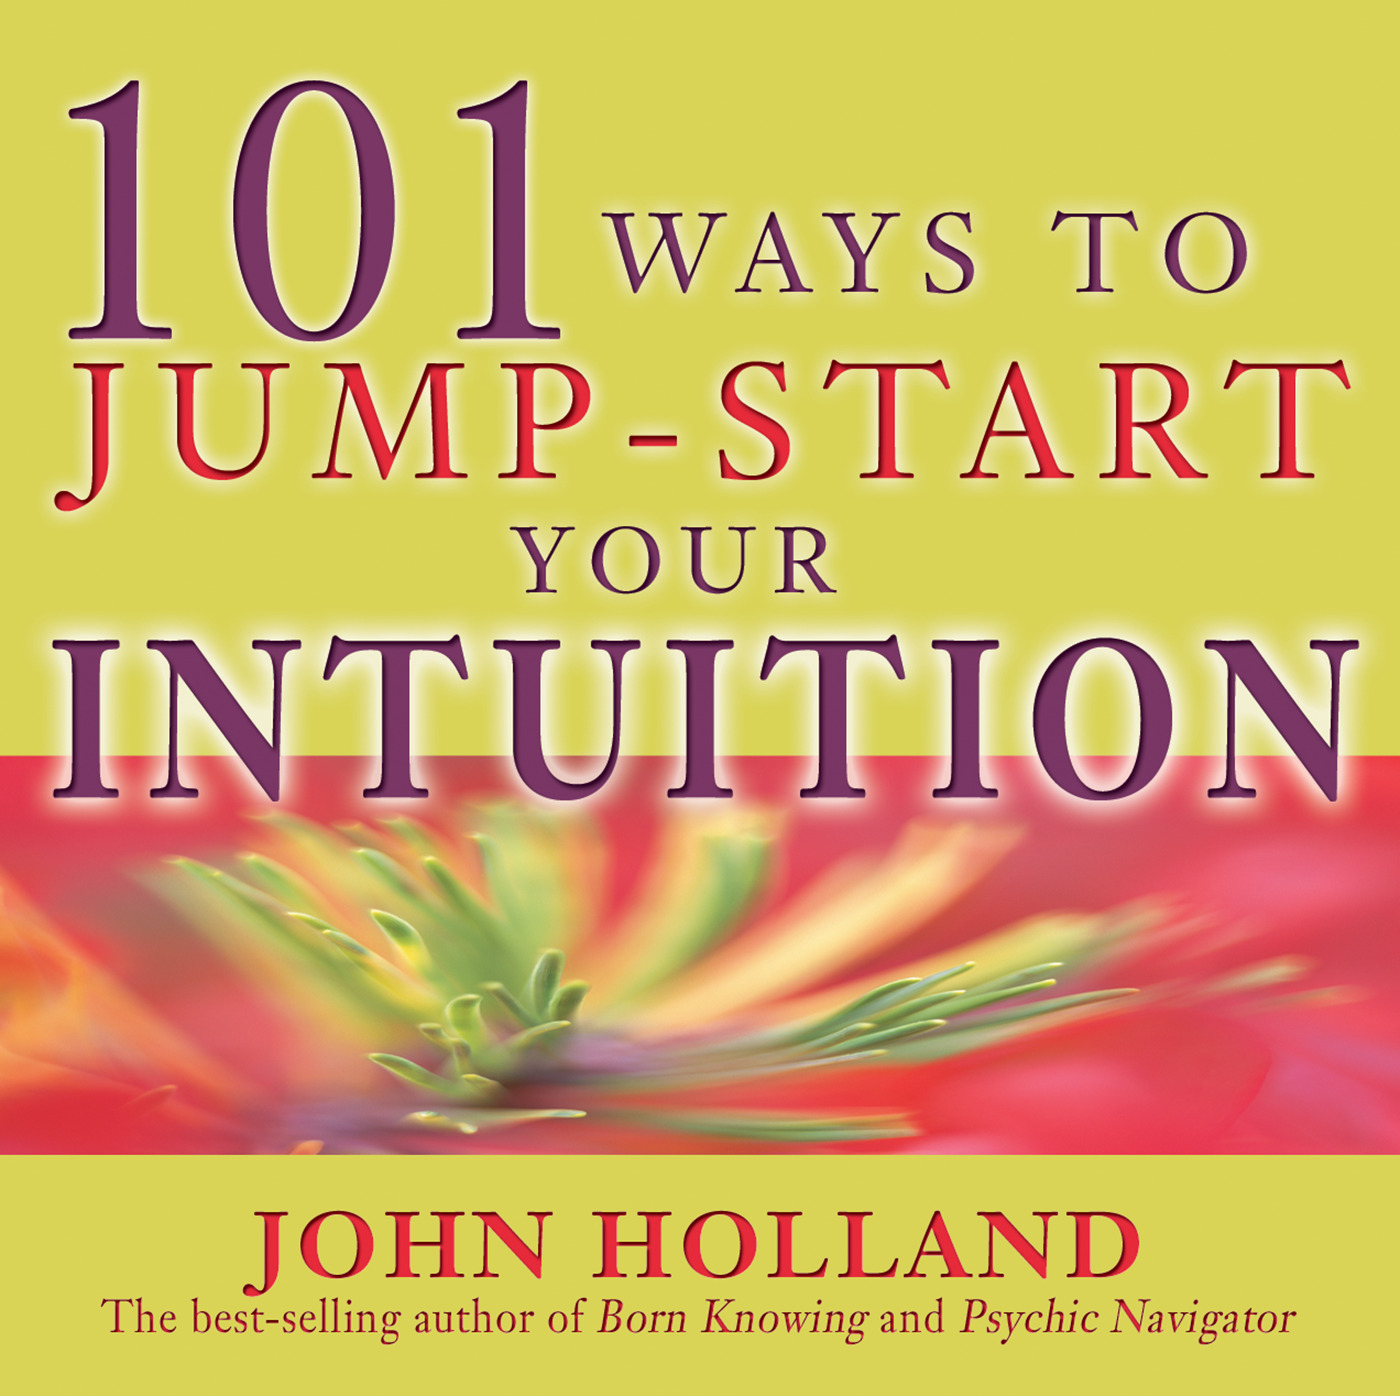 101 WAYS TO
JUMP-START
YOUR
INTUITION
JOHN HOLLAND
The best-selling author of Born Knowing and Psychic Navigator